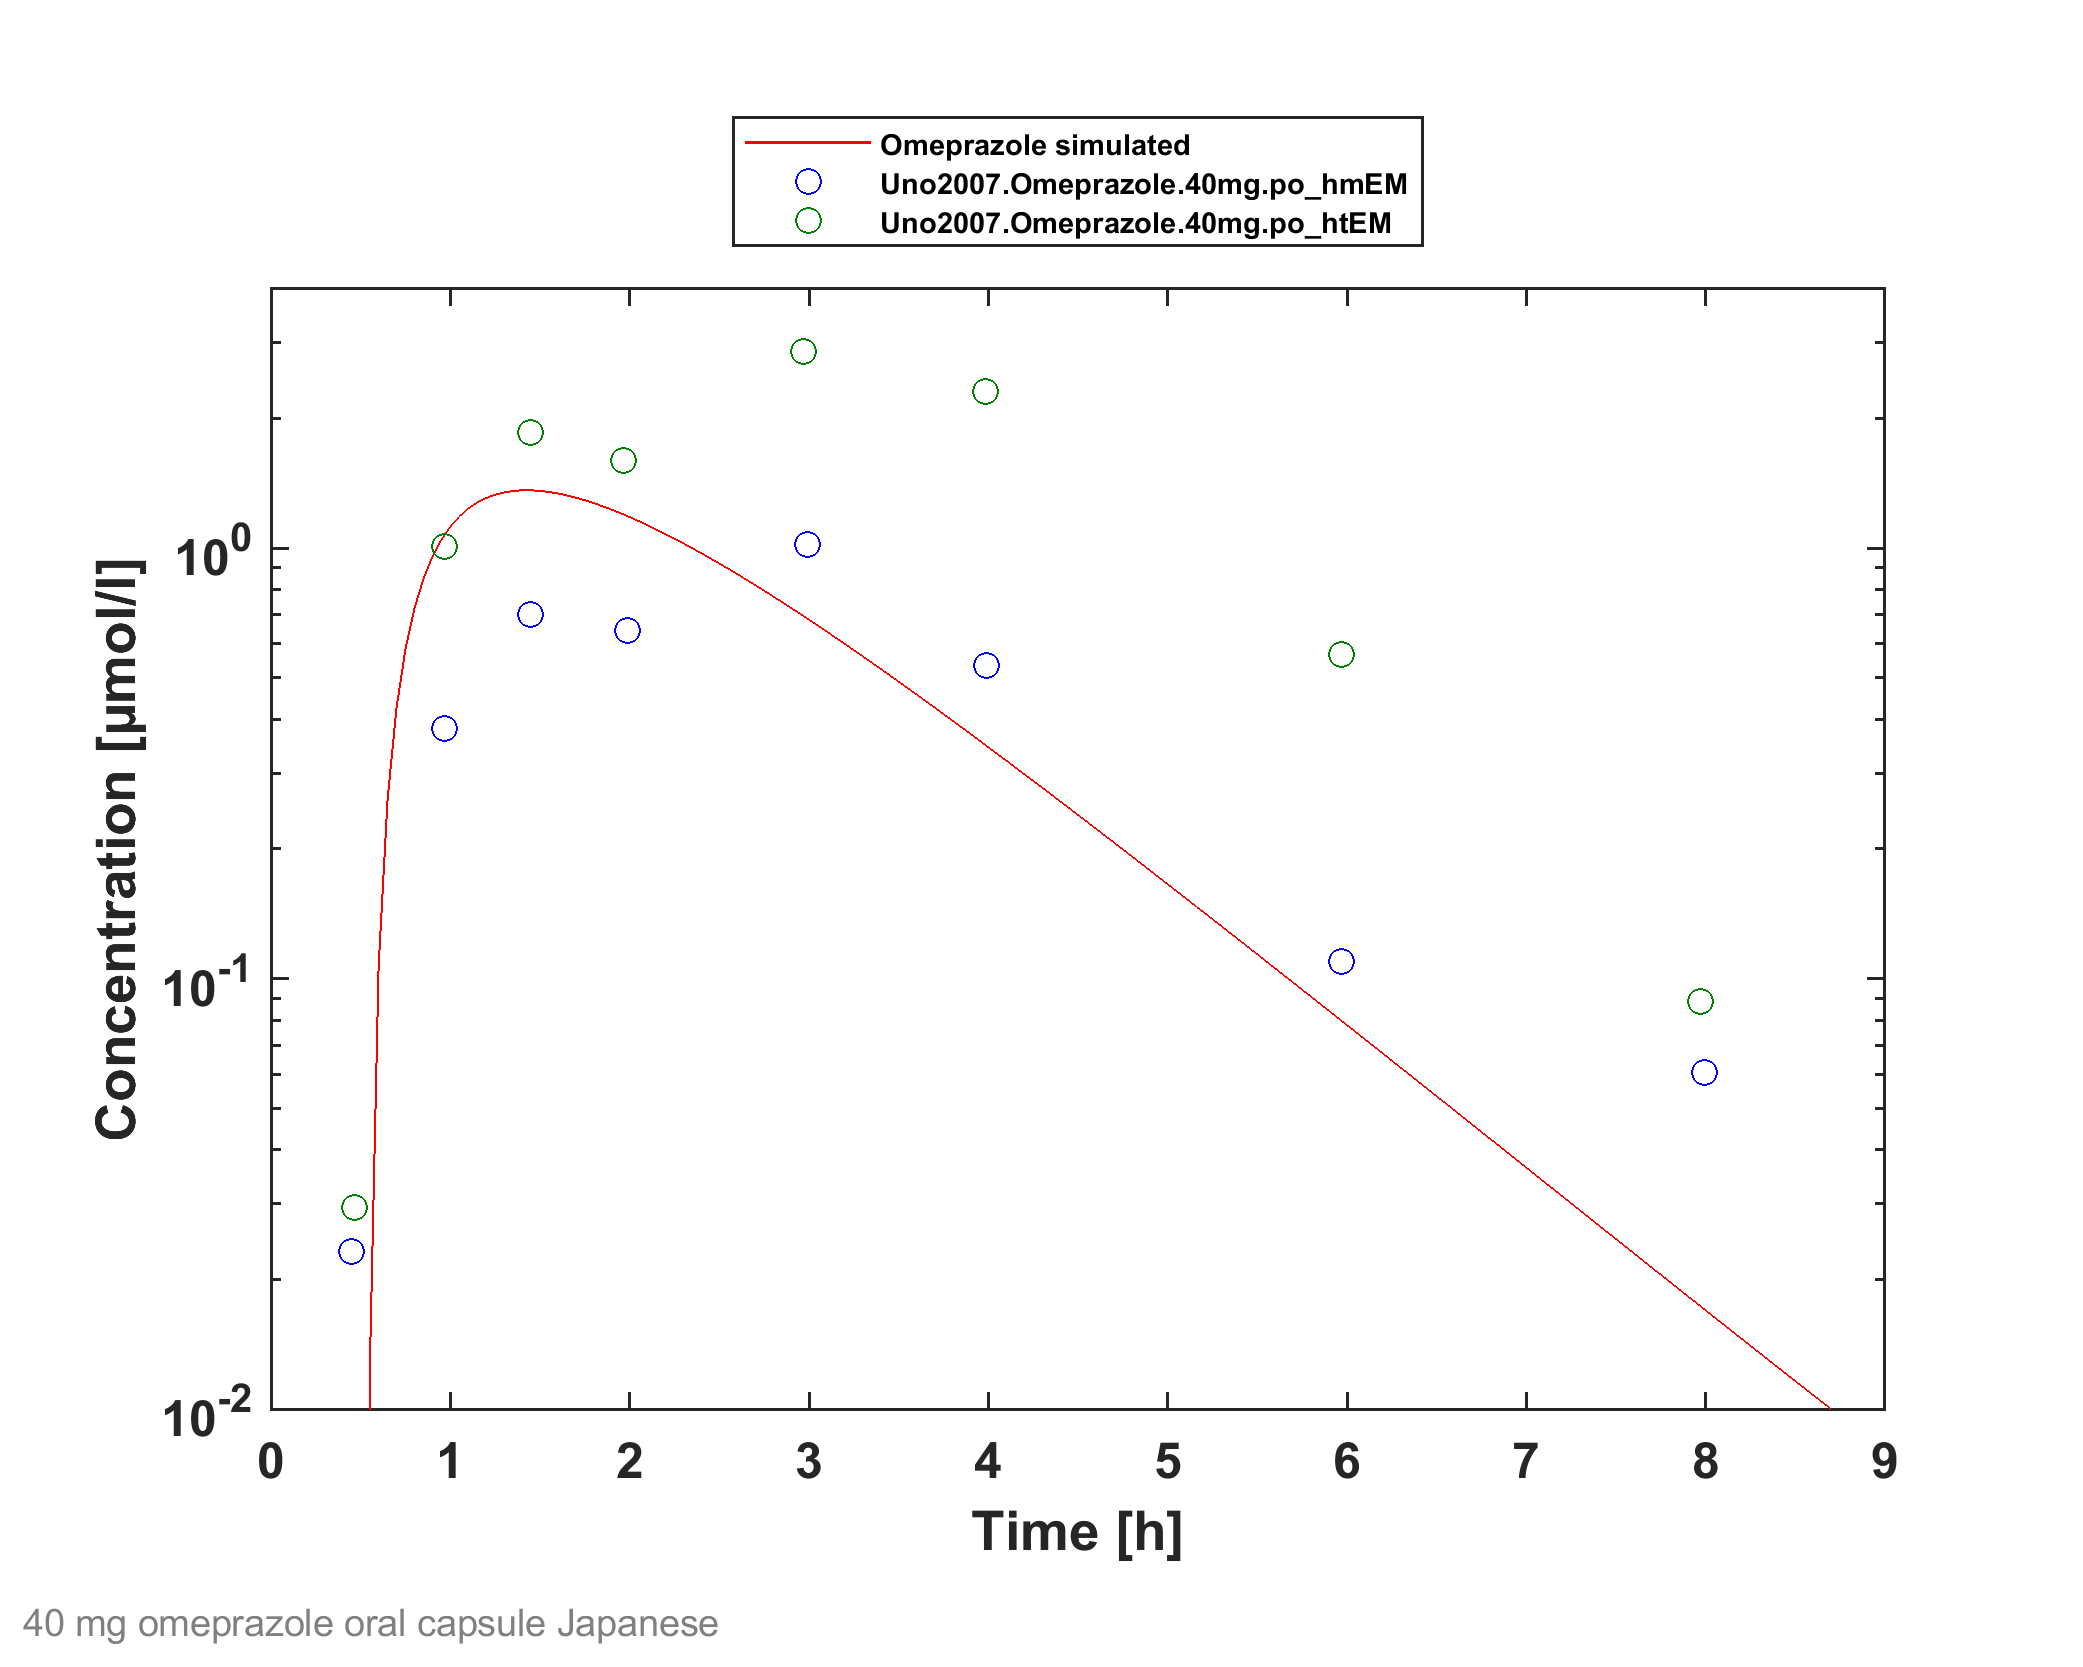 Omeprazole simulated
Uno2007.Omeprazole.40mg.po_hmEM
Uno2007.Omeprazole.40mg.po_htEM
Concentration [µmol/l]
10^0
10^-1
10^-2
0 1 2 3 4 5 6 7 8 9
Time [h]
40 mg omeprazole oral capsule Japanese